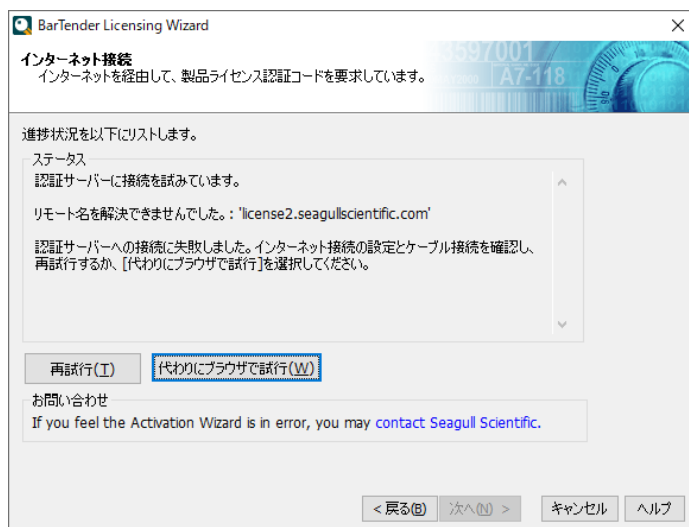 BarTender Licensing Wizard
インターネット接続
インターネットを経由して、製品ライセンス認証コードを要求しています。
3597001
A7-118
進捗状況を以下にリストします。
ステータス
認証サーバーに接続を試みています。
リモート名を解決できませんでした。: 'license2.seagullscientific.com'
認証サーバーへの接続に失敗しました。インターネット接続の設定とケーブル接続を確認し、
再試行するか、[代わりにブラウザで試行]を選択してください。
再試行(T)
代わりにブラウザで試行(W)
お問い合わせ
If you feel the Activation Wizard is in error, you may contact Seagull Scientific.
< 戻る(B)
次へ(N) >
キャンセル
ヘルプ